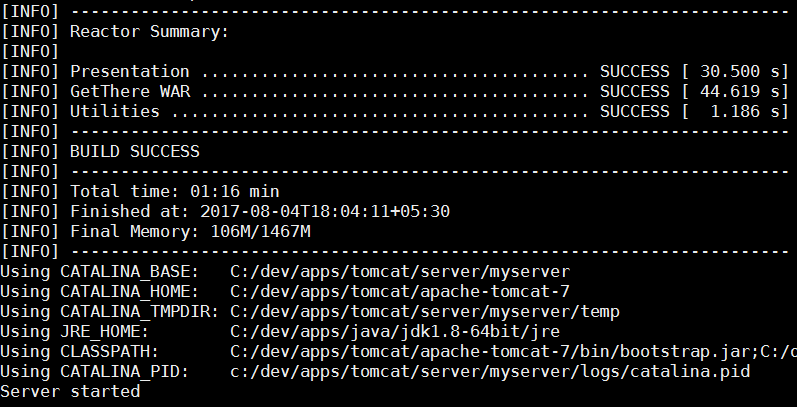 [INFO] ------------------------------------------------------------------------
[INFO] Reactor Summary:
[INFO]
[INFO] Presentation ....................................... SUCCESS [ 30.500 s]
[INFO] GetThere WAR ....................................... SUCCESS [ 44.619 s]
[INFO] Utilities .......................................... SUCCESS [  1.186 s]
[INFO] ------------------------------------------------------------------------
[INFO] BUILD SUCCESS
[INFO] ------------------------------------------------------------------------
[INFO] Total time: 01:16 min
[INFO] Finished at: 2017-08-04T18:04:11+05:30
[INFO] Final Memory: 106M/1467M
[INFO] ------------------------------------------------------------------------
Using CATALINA_BASE:   C:/dev/apps/tomcat/server/myserver
Using CATALINA_HOME:   C:/dev/apps/tomcat/apache-tomcat-7
Using CATALINA_TMPDIR: C:/dev/apps/tomcat/server/myserver/temp
Using JRE_HOME:        C:/dev/apps/java/jdk1.8-64bit/jre
Using CLASSPATH:       C:/dev/apps/tomcat/apache-tomcat-7/bin/bootstrap.jar;C:/
Using CATALINA_PID:    c:/dev/apps/tomcat/server/myserver/logs/catalina.pid
Server started